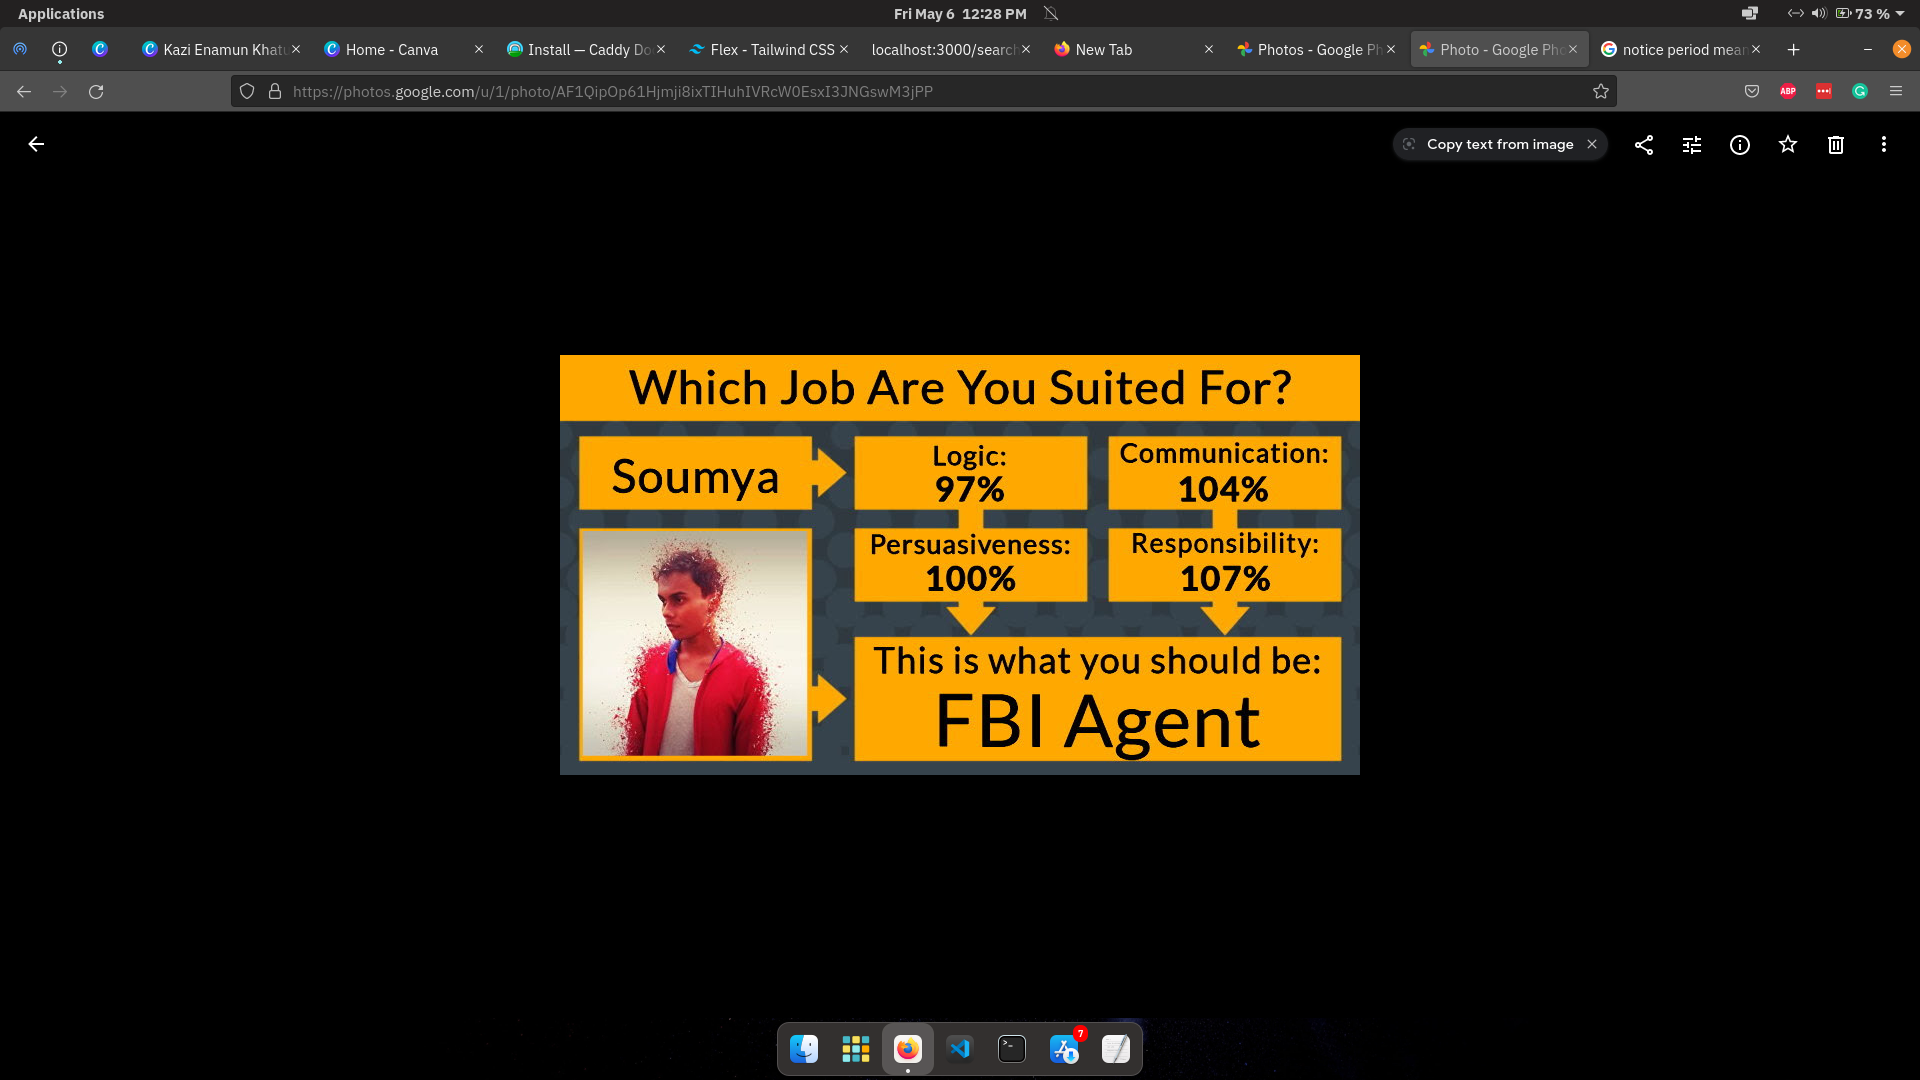 Applications
Fri May 6 12:28 PM
73 %
Kazi Enamun Khatu
Home - Canva
Install — Caddy Do
Flex - Tailwind CSS
localhost:3000/search
New Tab
Photos - Google Ph
Photo - Google Pho
notice period mean
https://photos.google.com/u/1/photo/AF1QipOp61Hjmji8ixTIHuhIVRcW0EsxI3JNGswM3jPP
ABP
Copy text from image
Which Job Are You Suited For?
Soumya
Logic:
97%
Communication:
104%
Persuasiveness:
100%
Responsibility:
107%
This is what you should be:
FBI Agent
7